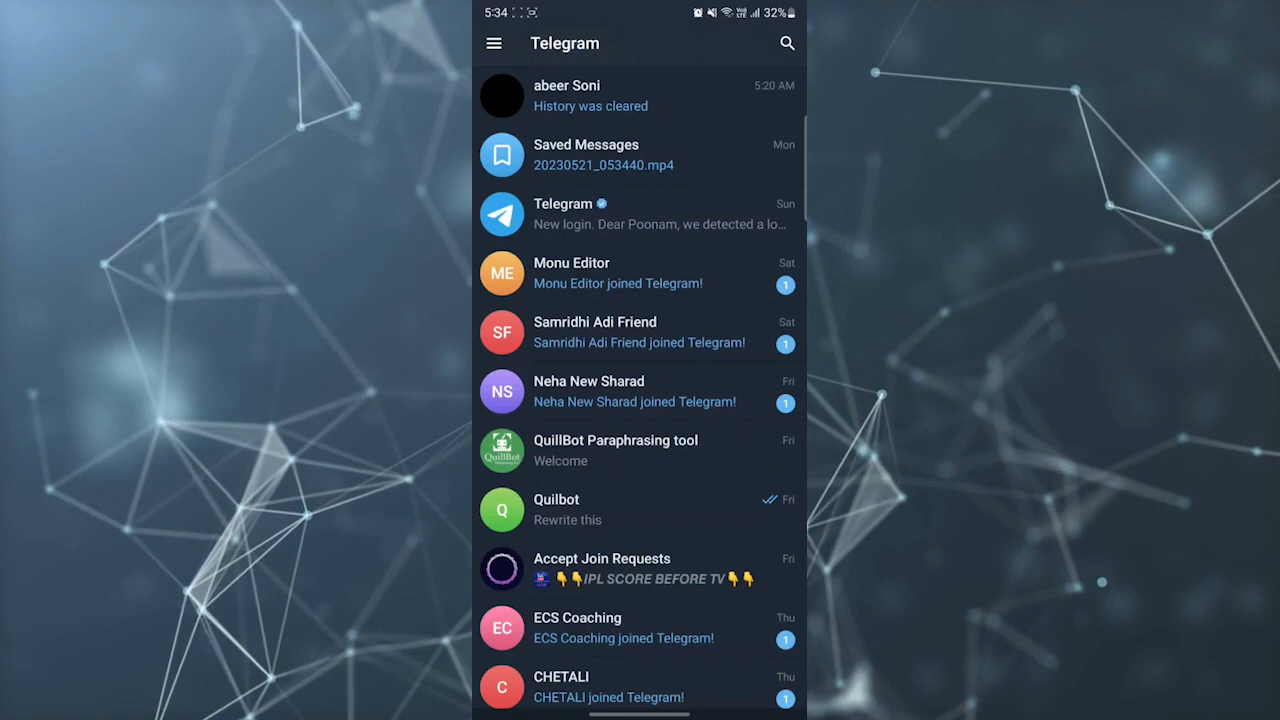 5:34 32%
Telegram
abeer Soni 5:20 AM
History was cleared
Saved Messages Mon
20230521_053440.mp4
Telegram Sun
New login. Dear Poonam, we detected a lo...
ME Monu Editor Sat
Monu Editor joined Telegram! 1
SF Samridhi Adi Friend Sat
Samridhi Adi Friend joined Telegram! 1
NS Neha New Sharad Fri
Neha New Sharad joined Telegram! 1
QuillBot QuillBot Paraphrasing tool Fri
Welcome
Q Quilbot Fri
Rewrite this
Accept Join Requests Fri
👇👇IPL SCORE BEFORE TV👇👇
EC ECS Coaching Thu
ECS Coaching joined Telegram! 1
C CHETALI Thu
CHETALI joined Telegram! 1